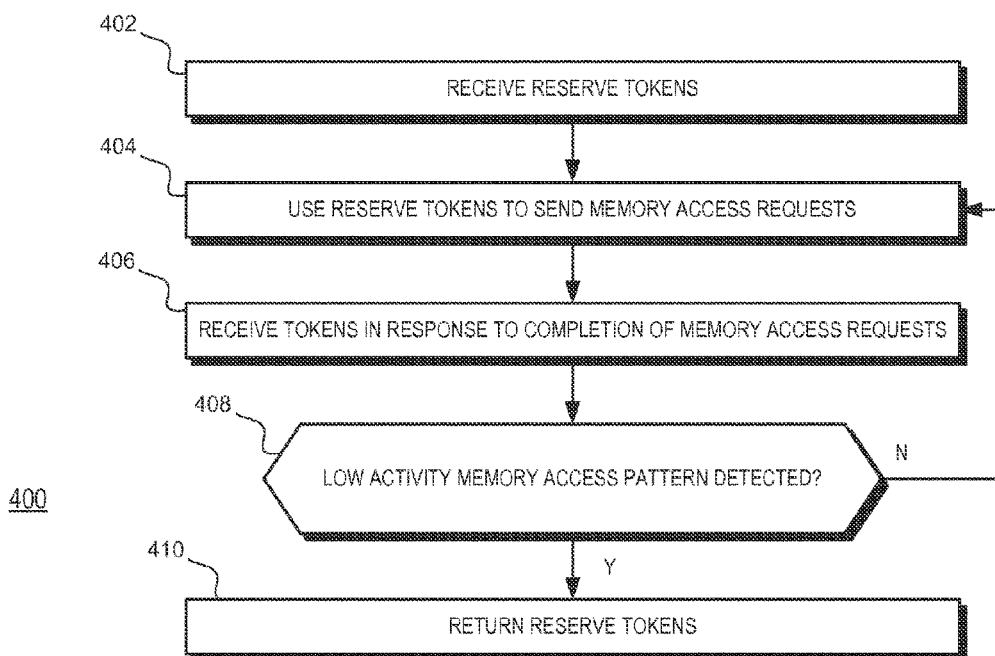 402
RECEIVE RESERVE TOKENS
404
USE RESERVE TOKENS TO SEND MEMORY ACCESS REQUESTS
406
RECEIVE TOKENS IN RESPONSE TO COMPLETION OF MEMORY ACCESS REQUESTS
408
LOW ACTIVITY MEMORY ACCESS PATTERN DETECTED?
N
400
410
Y
RETURN RESERVE TOKENS